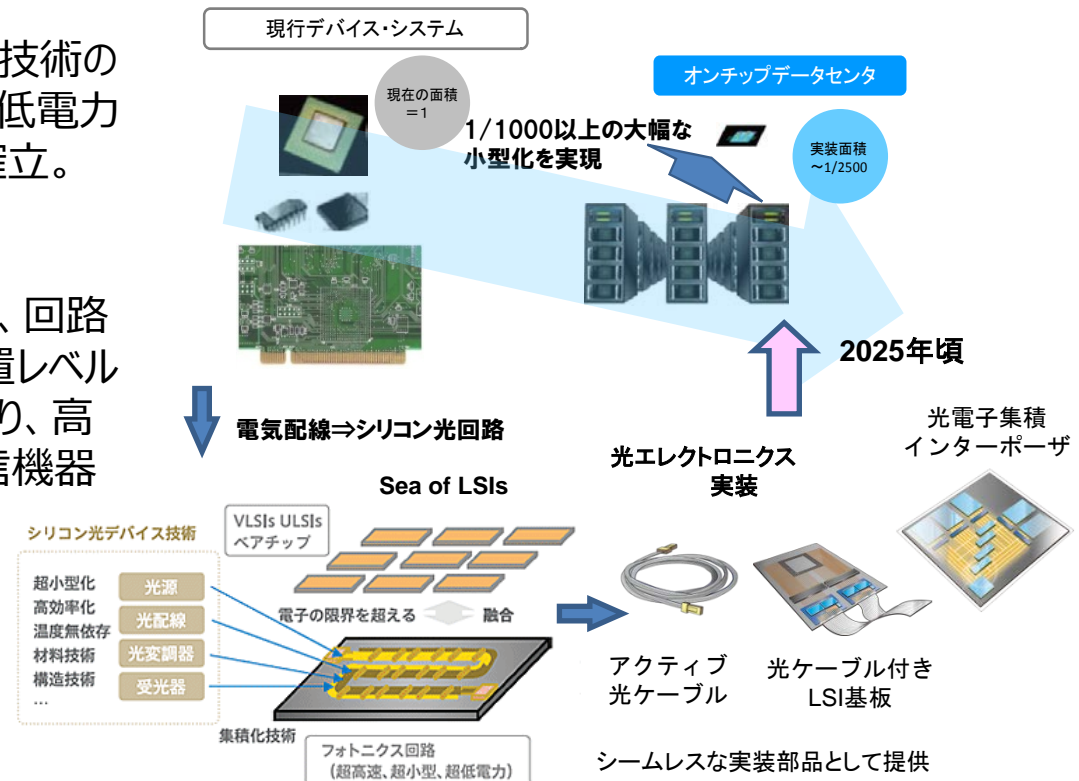 技術の
低電力
確立。
、回路
置レベル
り、高
信機器
現行デバイス・システム
現在の面積
＝1
オンチップデータセンタ
1/1000以上の大幅な
小型化を実現
実装面積
～1/2500
2025年頃
電気配線⇒シリコン光回路
光エレクトロニクス
実装
光電子集積
インターポーザ
Sea of LSIs
シリコン光デバイス技術
VLSIs ULSIs
ベアチップ
超小型化
高効率化
温度無依存
材料技術
構造技術
…
光源
光配線
光変調器
受光器
電子の限界を超える
融合
集積化技術
フォトニクス回路
（超高速、超小型、超低電力）
アクティブ
光ケーブル
光ケーブル付き
LSI基板
シームレスな実装部品として提供